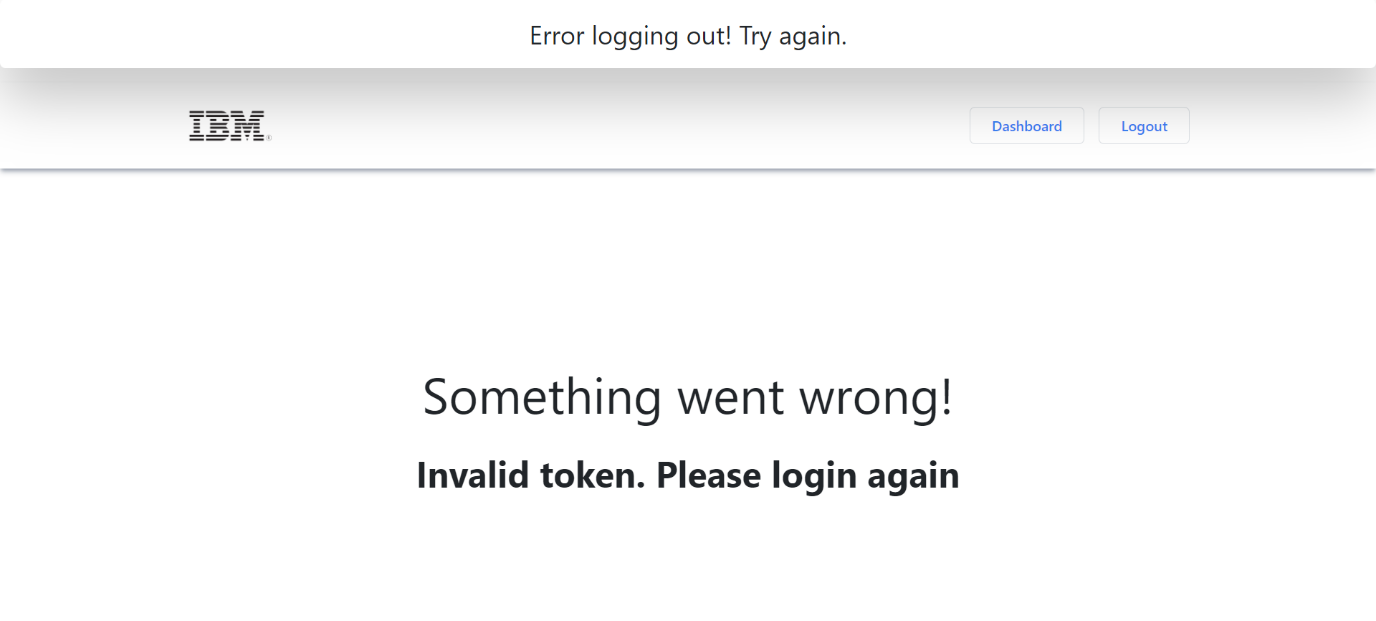 Error logging out! Try again.
IBM®
Dashboard
Logout
Something went wrong!
Invalid token. Please login again